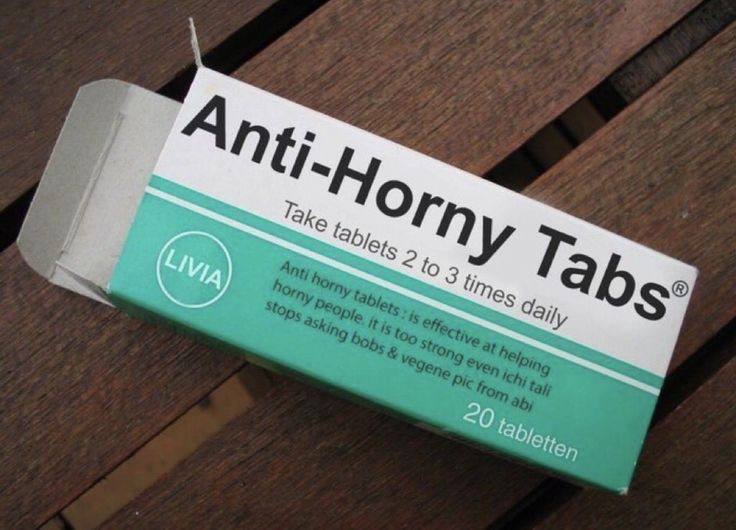 Anti-Horny Tabs®
Take tablets 2 to 3 times daily
LIVIA
Anti horny tablets : is effective at helping
horny people. it is too strong even ichi tali
stops asking bobs & vegene pic from abi
20 tabletten